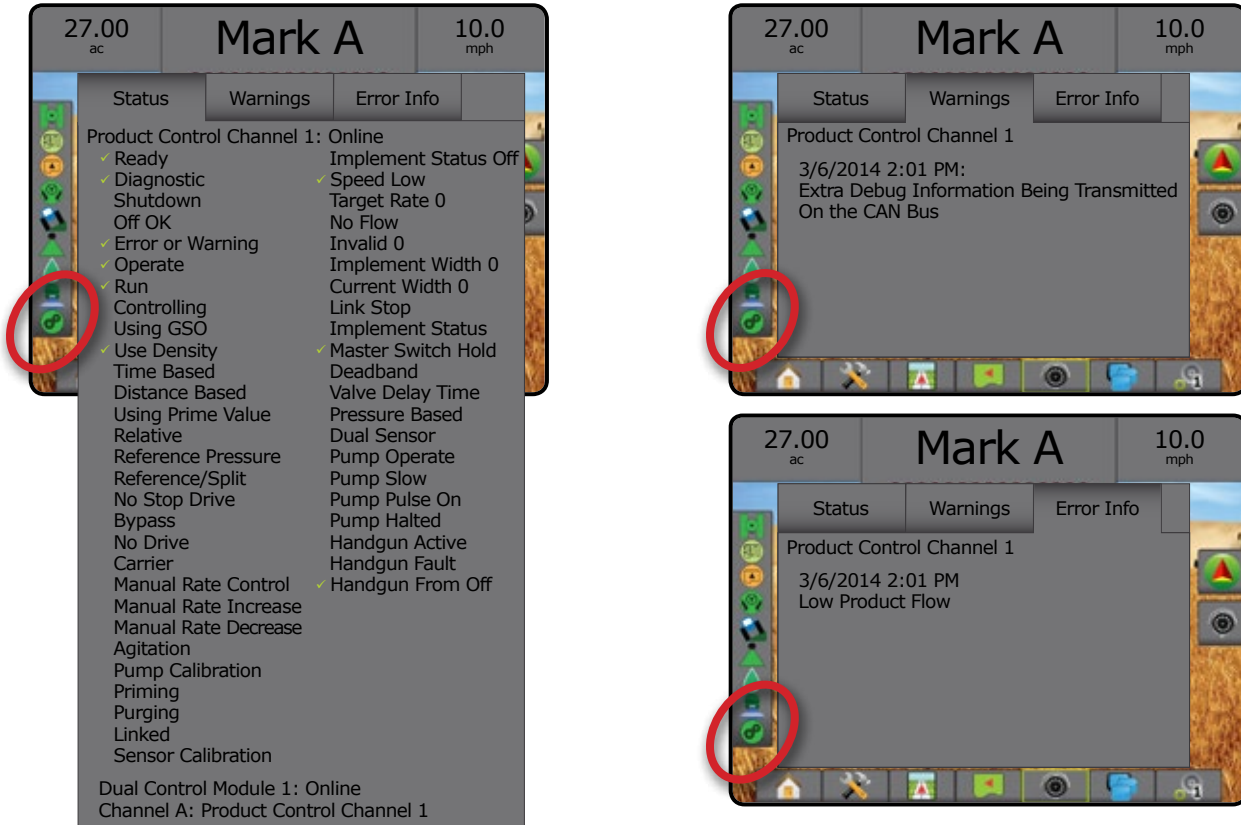 27.00
ac
Mark A
10.0
mph
Status
Warnings
Error Info
Product Control Channel 1: Online
Ready
Diagnostic
Shutdown
Off OK
Error or Warning
Operate
Run
Controlling
Using GSO
Use Density
Time Based
Distance Based
Using Prime Value
Relative
Reference Pressure
Reference/Split
No Stop Drive
Bypass
No Drive
Carrier
Manual Rate Control
Manual Rate Increase
Manual Rate Decrease
Agitation
Pump Calibration
Priming
Purging
Linked
Sensor Calibration
Implement Status Off
Speed Low
Target Rate 0
No Flow
Invalid 0
Implement Width 0
Current Width 0
Link Stop
Implement Status
Master Switch Hold
Deadband
Valve Delay Time
Pressure Based
Dual Sensor
Pump Operate
Pump Slow
Pump Pulse On
Pump Halted
Handgun Active
Handgun Fault
Handgun From Off
Dual Control Module 1: Online
Channel A: Product Control Channel 1
27.00
ac
Mark A
10.0
mph
Status
Warnings
Error Info
Product Control Channel 1
3/6/2014 2:01 PM:
Extra Debug Information Being Transmitted
On the CAN Bus
1
27.00
ac
Mark A
10.0
mph
Status
Warnings
Error Info
Product Control Channel 1
3/6/2014 2:01 PM
Low Product Flow
1